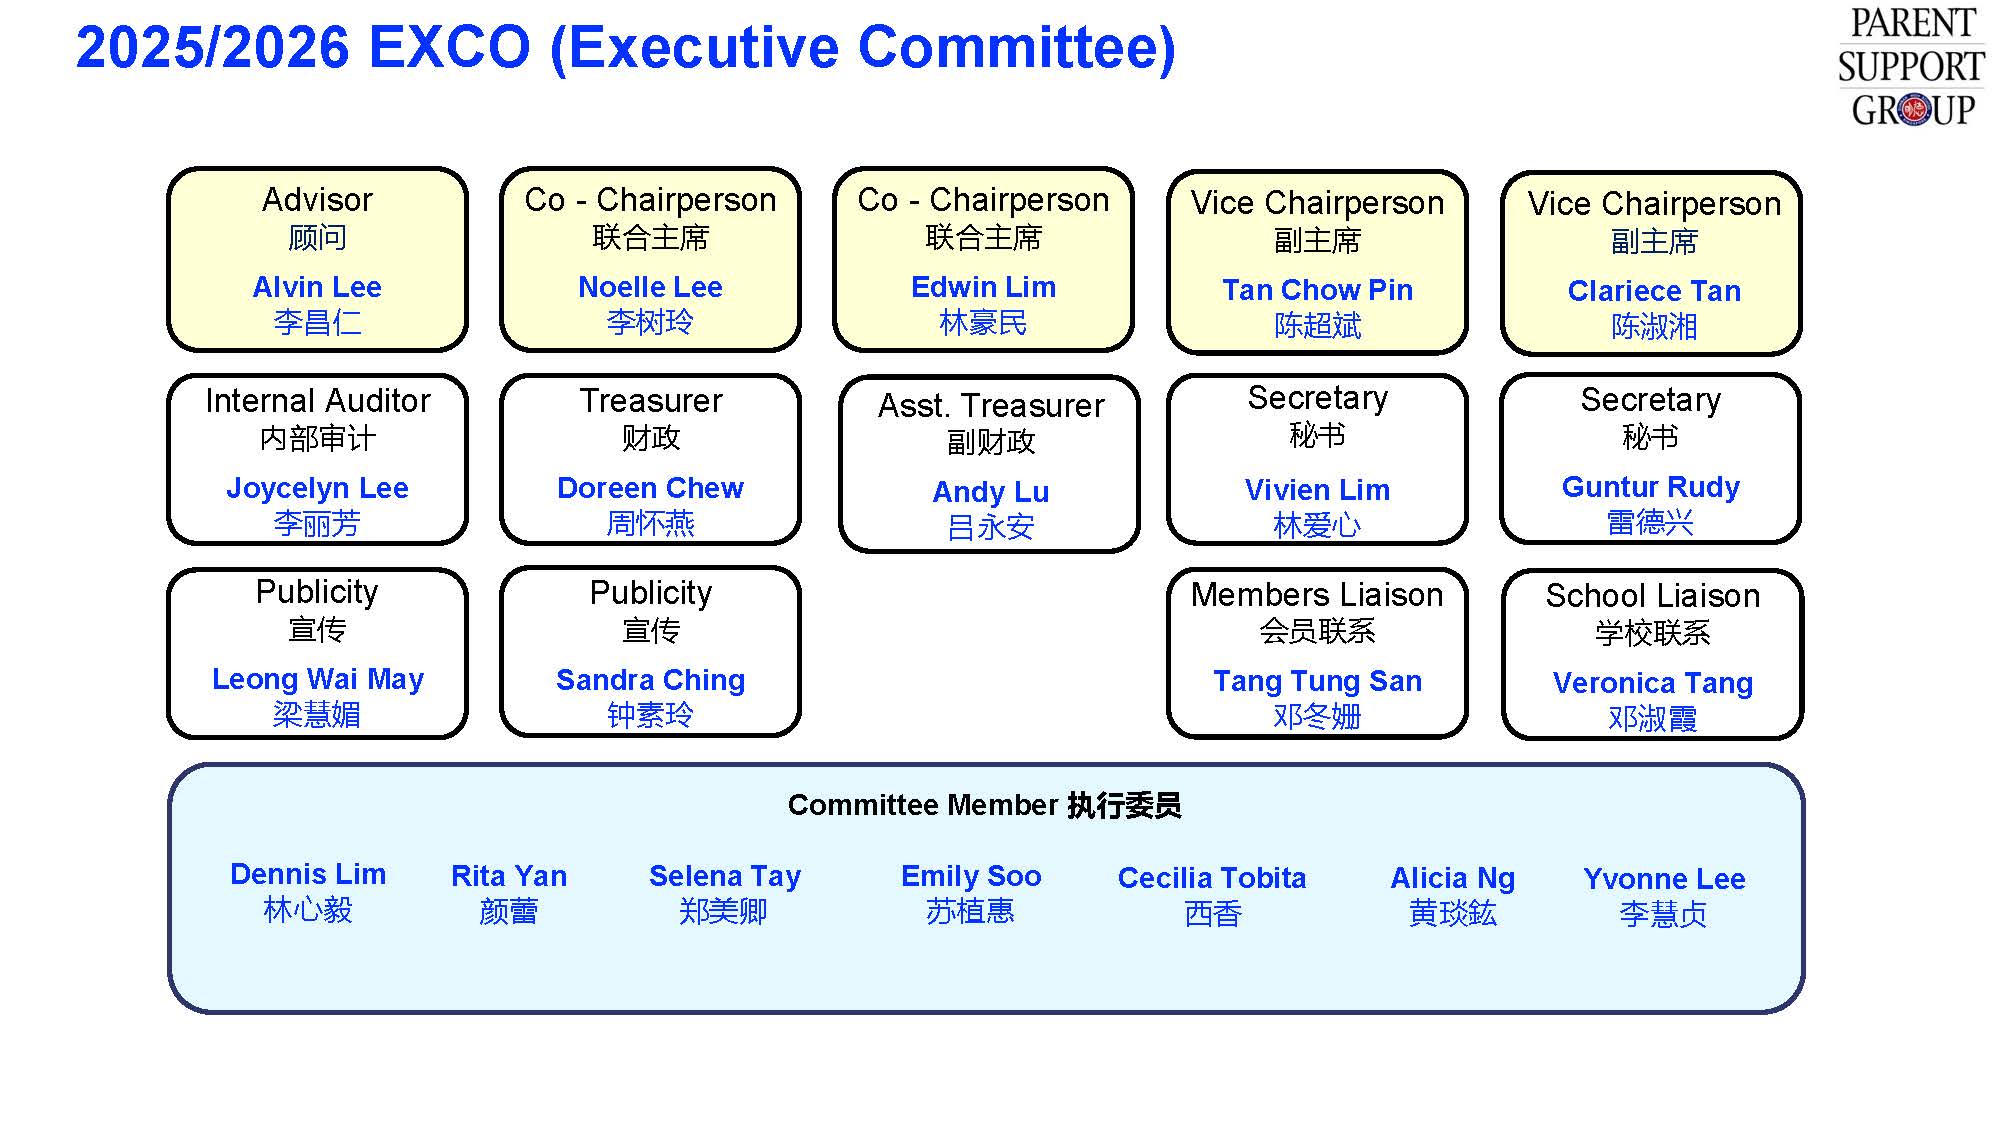 2025/2026 EXCO (Executive Committee)
PARENT
SUPPORT
GROUP
Advisor
顾问
Alvin Lee
李昌仁
Co - Chairperson
联合主席
Noelle Lee
李树玲
Co - Chairperson
联合主席
Edwin Lim
林豪民
Vice Chairperson
副主席
Tan Chow Pin
陈超斌
Vice Chairperson
副主席
Clariece Tan
陈淑湘
Internal Auditor
内部审计
Joycelyn Lee
李丽芳
Treasurer
财政
Doreen Chew
周怀燕
Asst. Treasurer
副财政
Andy Lu
吕永安
Secretary
秘书
Vivien Lim
林爱心
Secretary
秘书
Guntur Rudy
雷德兴
Publicity
宣传
Leong Wai May
梁慧媚
Publicity
宣传
Sandra Ching
钟素玲
Members Liaison
会员联系
Tang Tung San
邓冬姗
School Liaison
学校联系
Veronica Tang
邓淑霞
Committee Member 执行委员
Dennis Lim
林心毅
Rita Yan
颜蕾
Selena Tay
郑美卿
Emily Soo
苏植惠
Cecilia Tobita
西香
Alicia Ng
黄琰鈜
Yvonne Lee
李慧贞